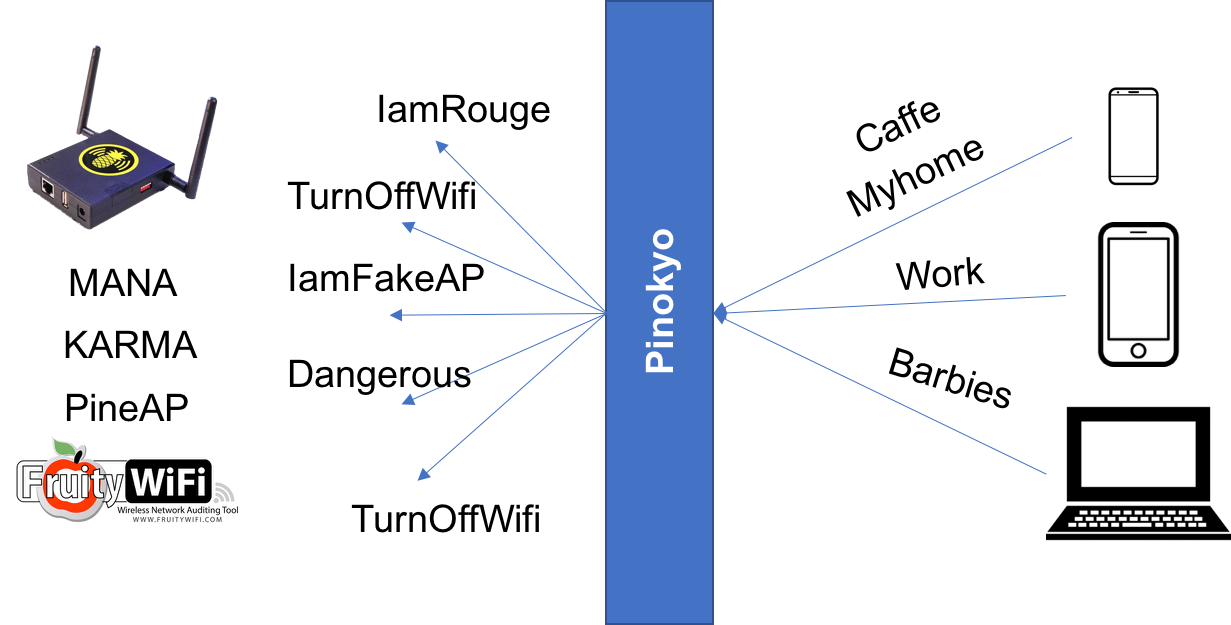 IamRouge
TurnOffWifi
IamFakeAP
Dangerous
TurnOffWifi
MANA
KARMA
PineAP
FruityWiFi
Wireless Network Auditing Tool
WWW.FRUITYWIFI.COM
Pinokyo
Caffe
Myhome
Work
Barbies